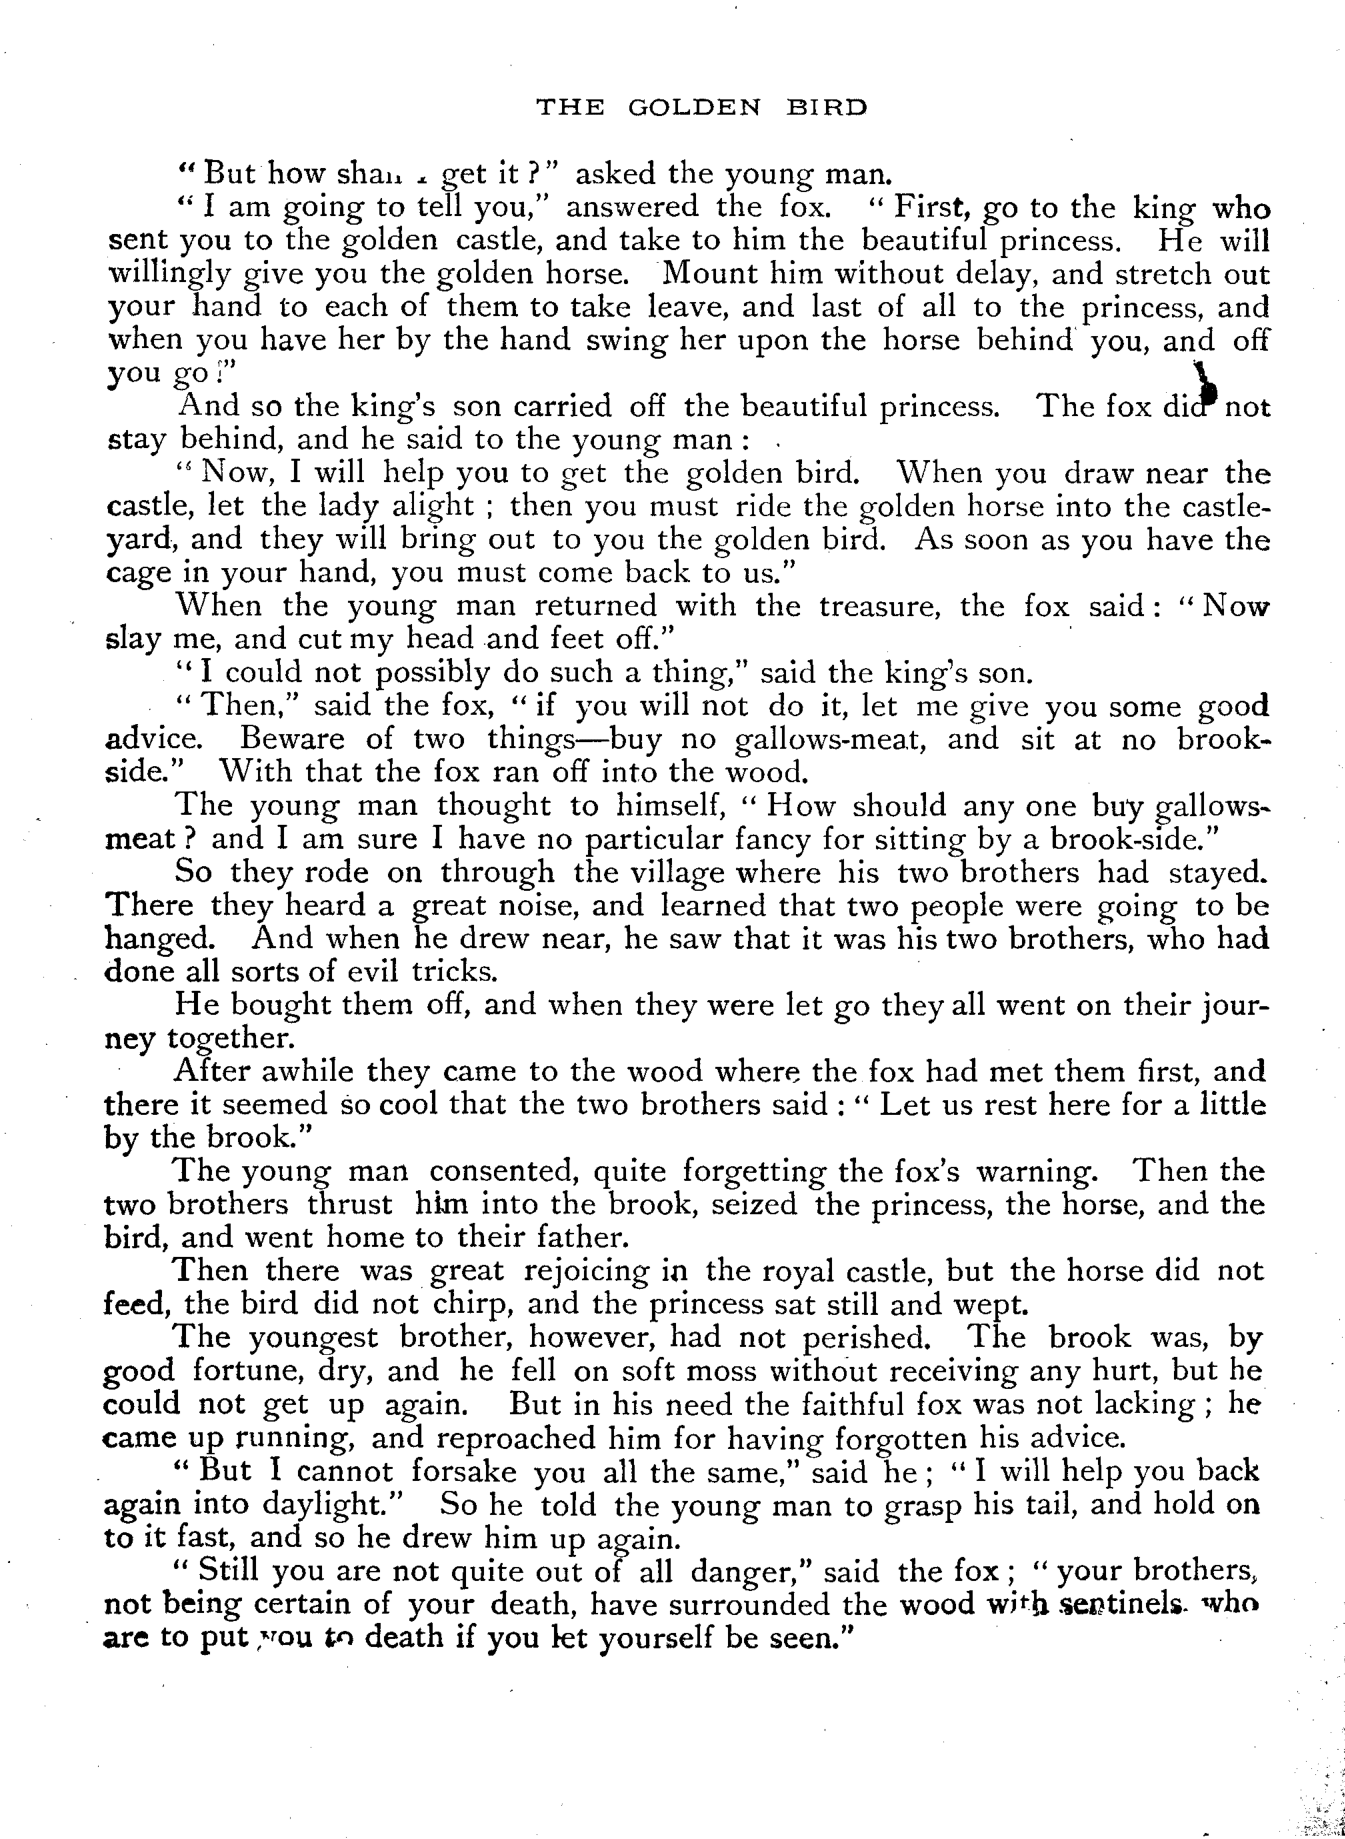 THE GOLDEN BIRD
"But how shall I get it?" asked the young man.
"I am going to tell you," answered the fox. "First, go to the king who
sent you to the golden castle, and take to him the beautiful princess. He will
willingly give you the golden horse. Mount him without delay, and stretch out
your hand to each of them to take leave, and last of all to the princess, and
when you have her by the hand swing her upon the horse behind you, and off
you go!"
And so the king's son carried off the beautiful princess. The fox did not
stay behind, and he said to the young man:
"Now, I will help you to get the golden bird. When you draw near the
castle, let the lady alight; then you must ride the golden horse into the castle-
yard, and they will bring out to you the golden bird. As soon as you have the
cage in your hand, you must come back to us."
When the young man returned with the treasure, the fox said: "Now
slay me, and cut my head and feet off."
"I could not possibly do such a thing," said the king's son.
"Then," said the fox, "if you will not do it, let me give you some good
advice. Beware of two things—buy no gallows-meat, and sit at no brook-
side." With that the fox ran off into the wood.
The young man thought to himself, "How should any one buy gallows-
meat? and I am sure I have no particular fancy for sitting by a brook-side."
So they rode on through the village where his two brothers had stayed.
There they heard a great noise, and learned that two people were going to be
hanged. And when he drew near, he saw that it was his two brothers, who had
done all sorts of evil tricks.
He bought them off, and when they were let go they all went on their jour-
ney together.
After awhile they came to the wood where the fox had met them first, and
there it seemed so cool that the two brothers said: "Let us rest here for a little
by the brook."
The young man consented, quite forgetting the fox's warning. Then the
two brothers thrust him into the brook, seized the princess, the horse, and the
bird, and went home to their father.
Then there was great rejoicing in the royal castle, but the horse did not
feed, the bird did not chirp, and the princess sat still and wept.
The youngest brother, however, had not perished. The brook was, by
good fortune, dry, and he fell on soft moss without receiving any hurt, but he
could not get up again. But in his need the faithful fox was not lacking; he
came up running, and reproached him for having forgotten his advice.
"But I cannot forsake you all the same," said he; "I will help you back
again into daylight." So he told the young man to grasp his tail, and hold on
to it fast, and so he drew him up again.
"Still you are not quite out of all danger," said the fox; "your brothers,
not being certain of your death, have surrounded the wood with sentinels. who
are to put you to death if you let yourself be seen."